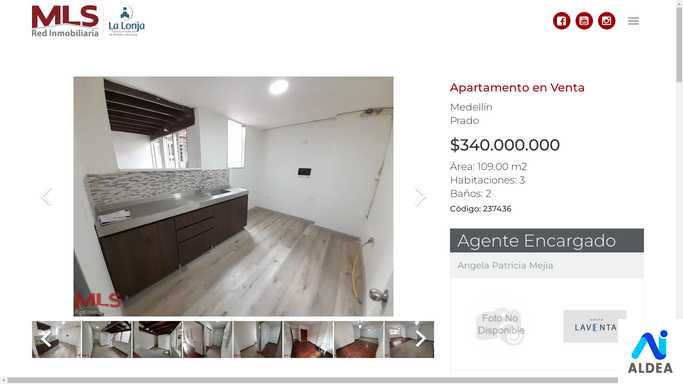 MLS
Red Inmobiliaria
La Lonja
Apartamento en Venta
Medellín
Prado
$340.000.000
Área: 109.00 m2
Habitaciones: 3
Baños: 2
Código: 237436
Agente Encargado
Angela Patricia Mejia
Foto No
Disponible
LAVENTA
MLS
ALDEA